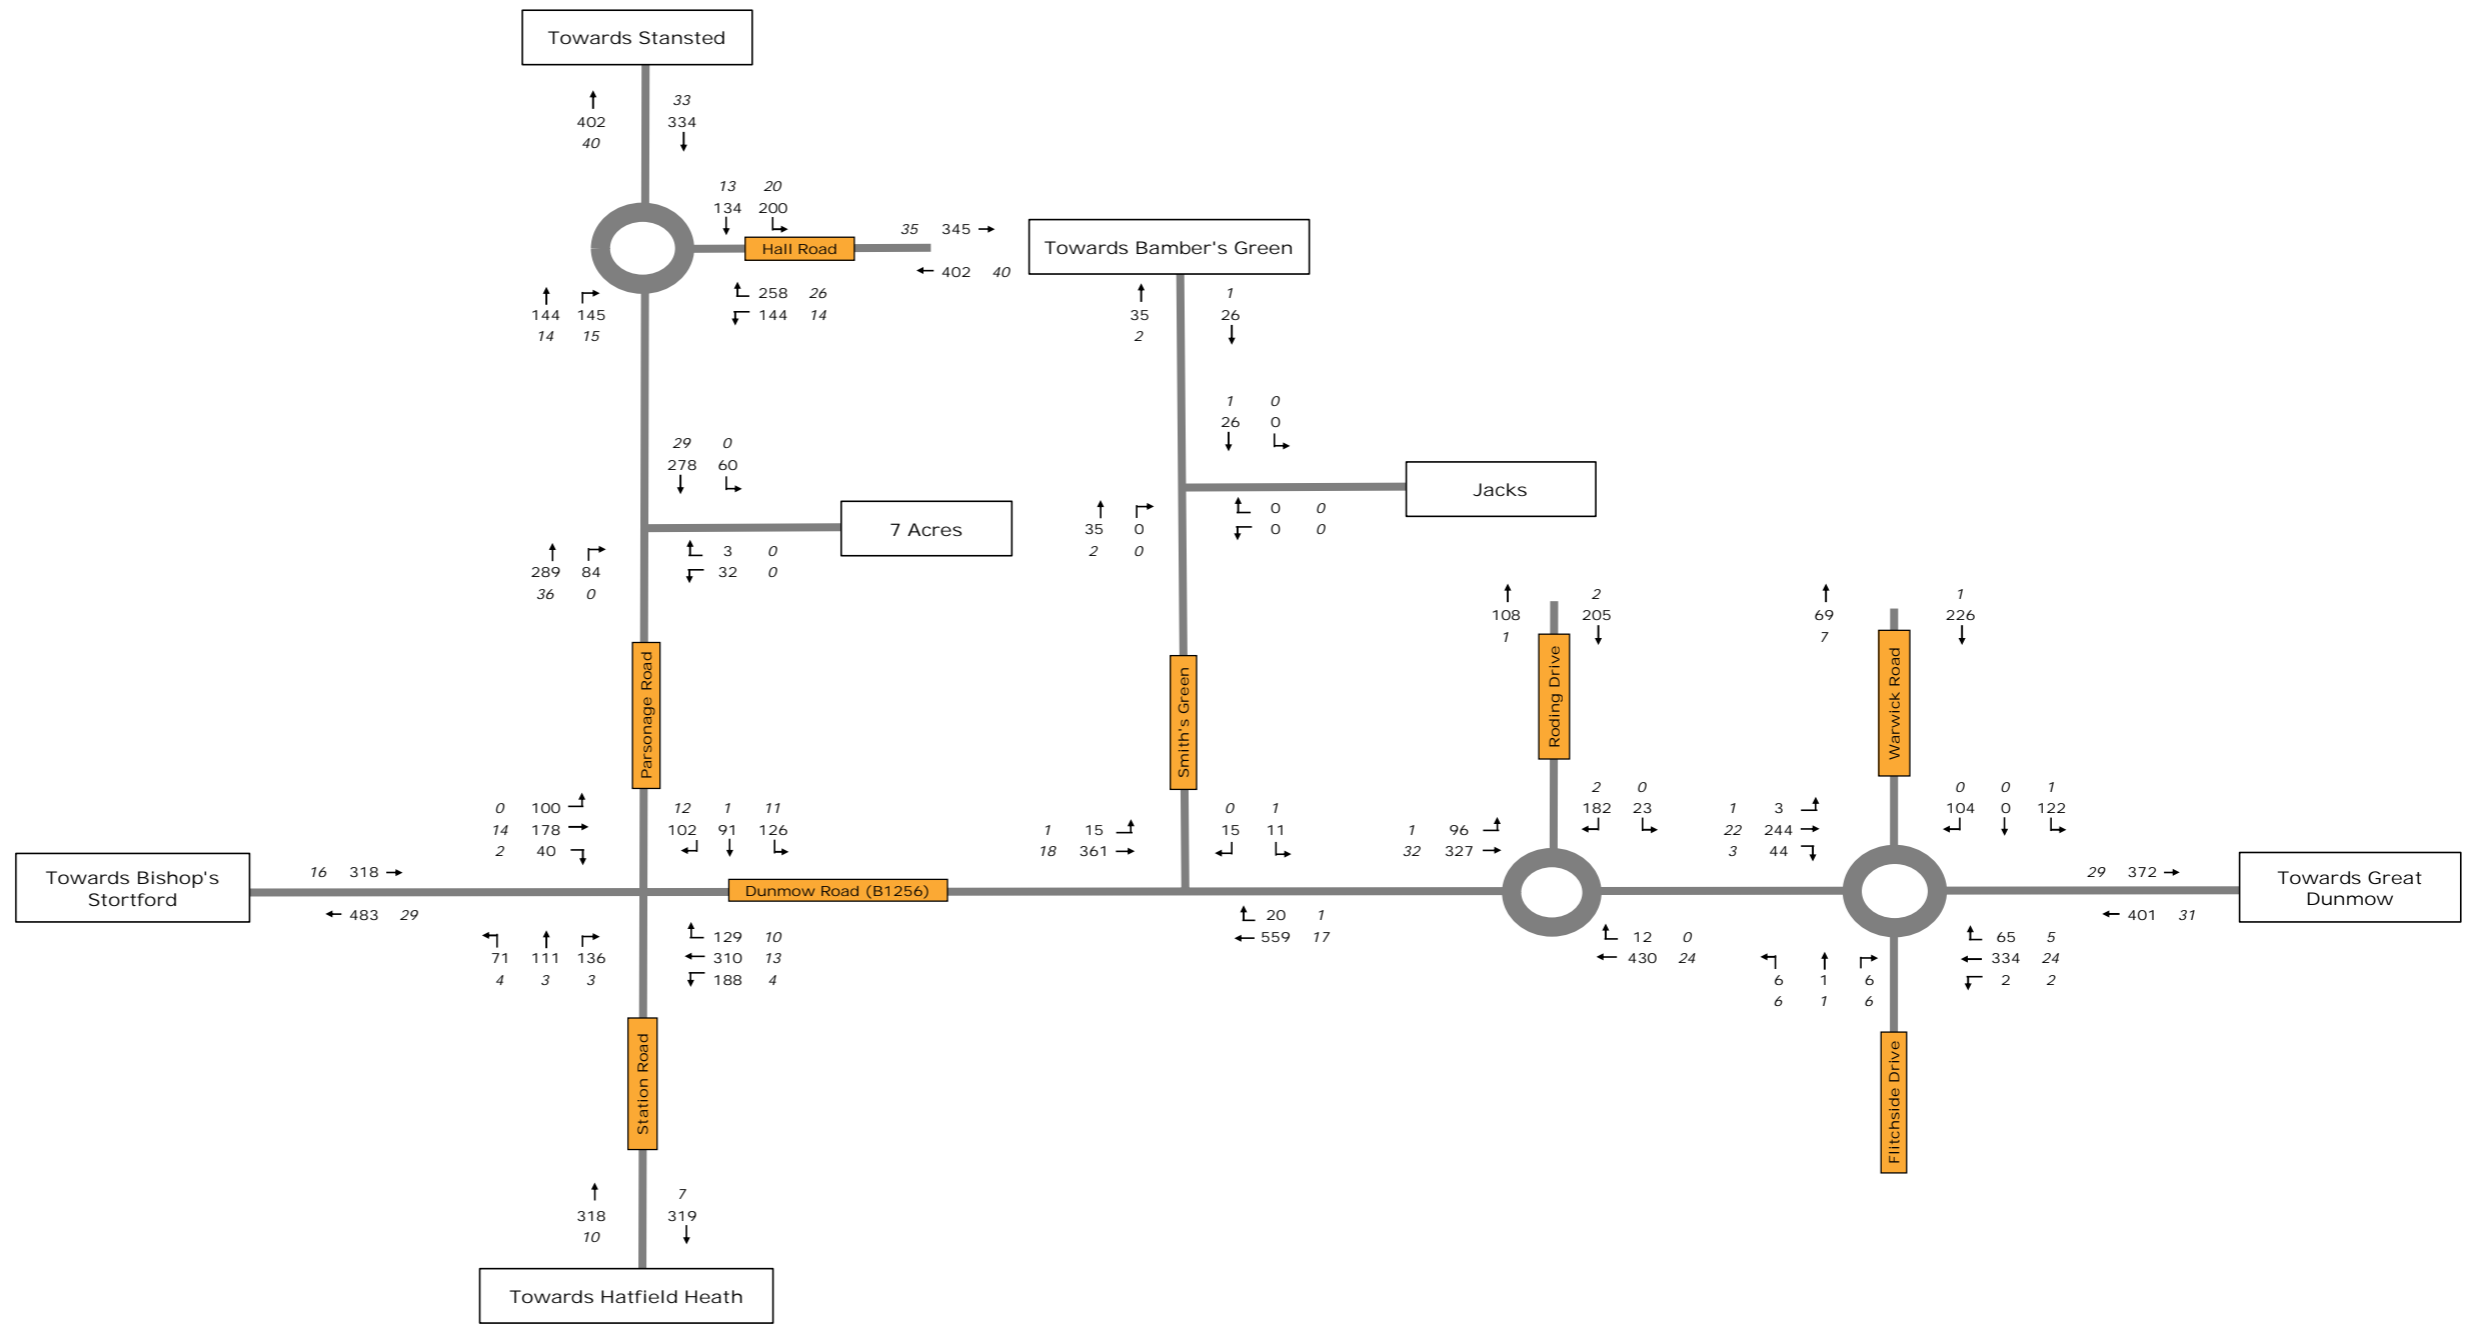 Towards Stansted
33
402 334
40
13 20
134 200
35 345
Hall Road
402 40
Towards Bamber's Green
258 26
144 145 144 14
14 15
1
35 26
2
1 0
26 0
29 0
278 60
Jacks
35 0 0 0
2 0 0 0
7 Acres
3 0
289 84 32 0
36 0
2
108 205
1
1
69 226
7
Parsonage Road
Smith's Green
Roding Drive
Warwick Road
0 100 12 1 11
14 178 102 91 126
2 40
1 15 0 1
18 361 15 11
2 0
1 96 182 23
32 327
0 0 1
1 3 104 0 122
22 244
3 44
Towards Bishop's
Stortford
16 318
483 29
Dunmow Road (B1256)
29 372
401 31
Towards Great
Dunmow
129 10
71 111 136 310 13
4 3 3 188 4
20 1
559 17
12 0
430 24
65 5
6 1 6 334 24
6 1 6 2 2
Station Road
Flitchside Drive
7
318 319
10
Towards Hatfield Heath